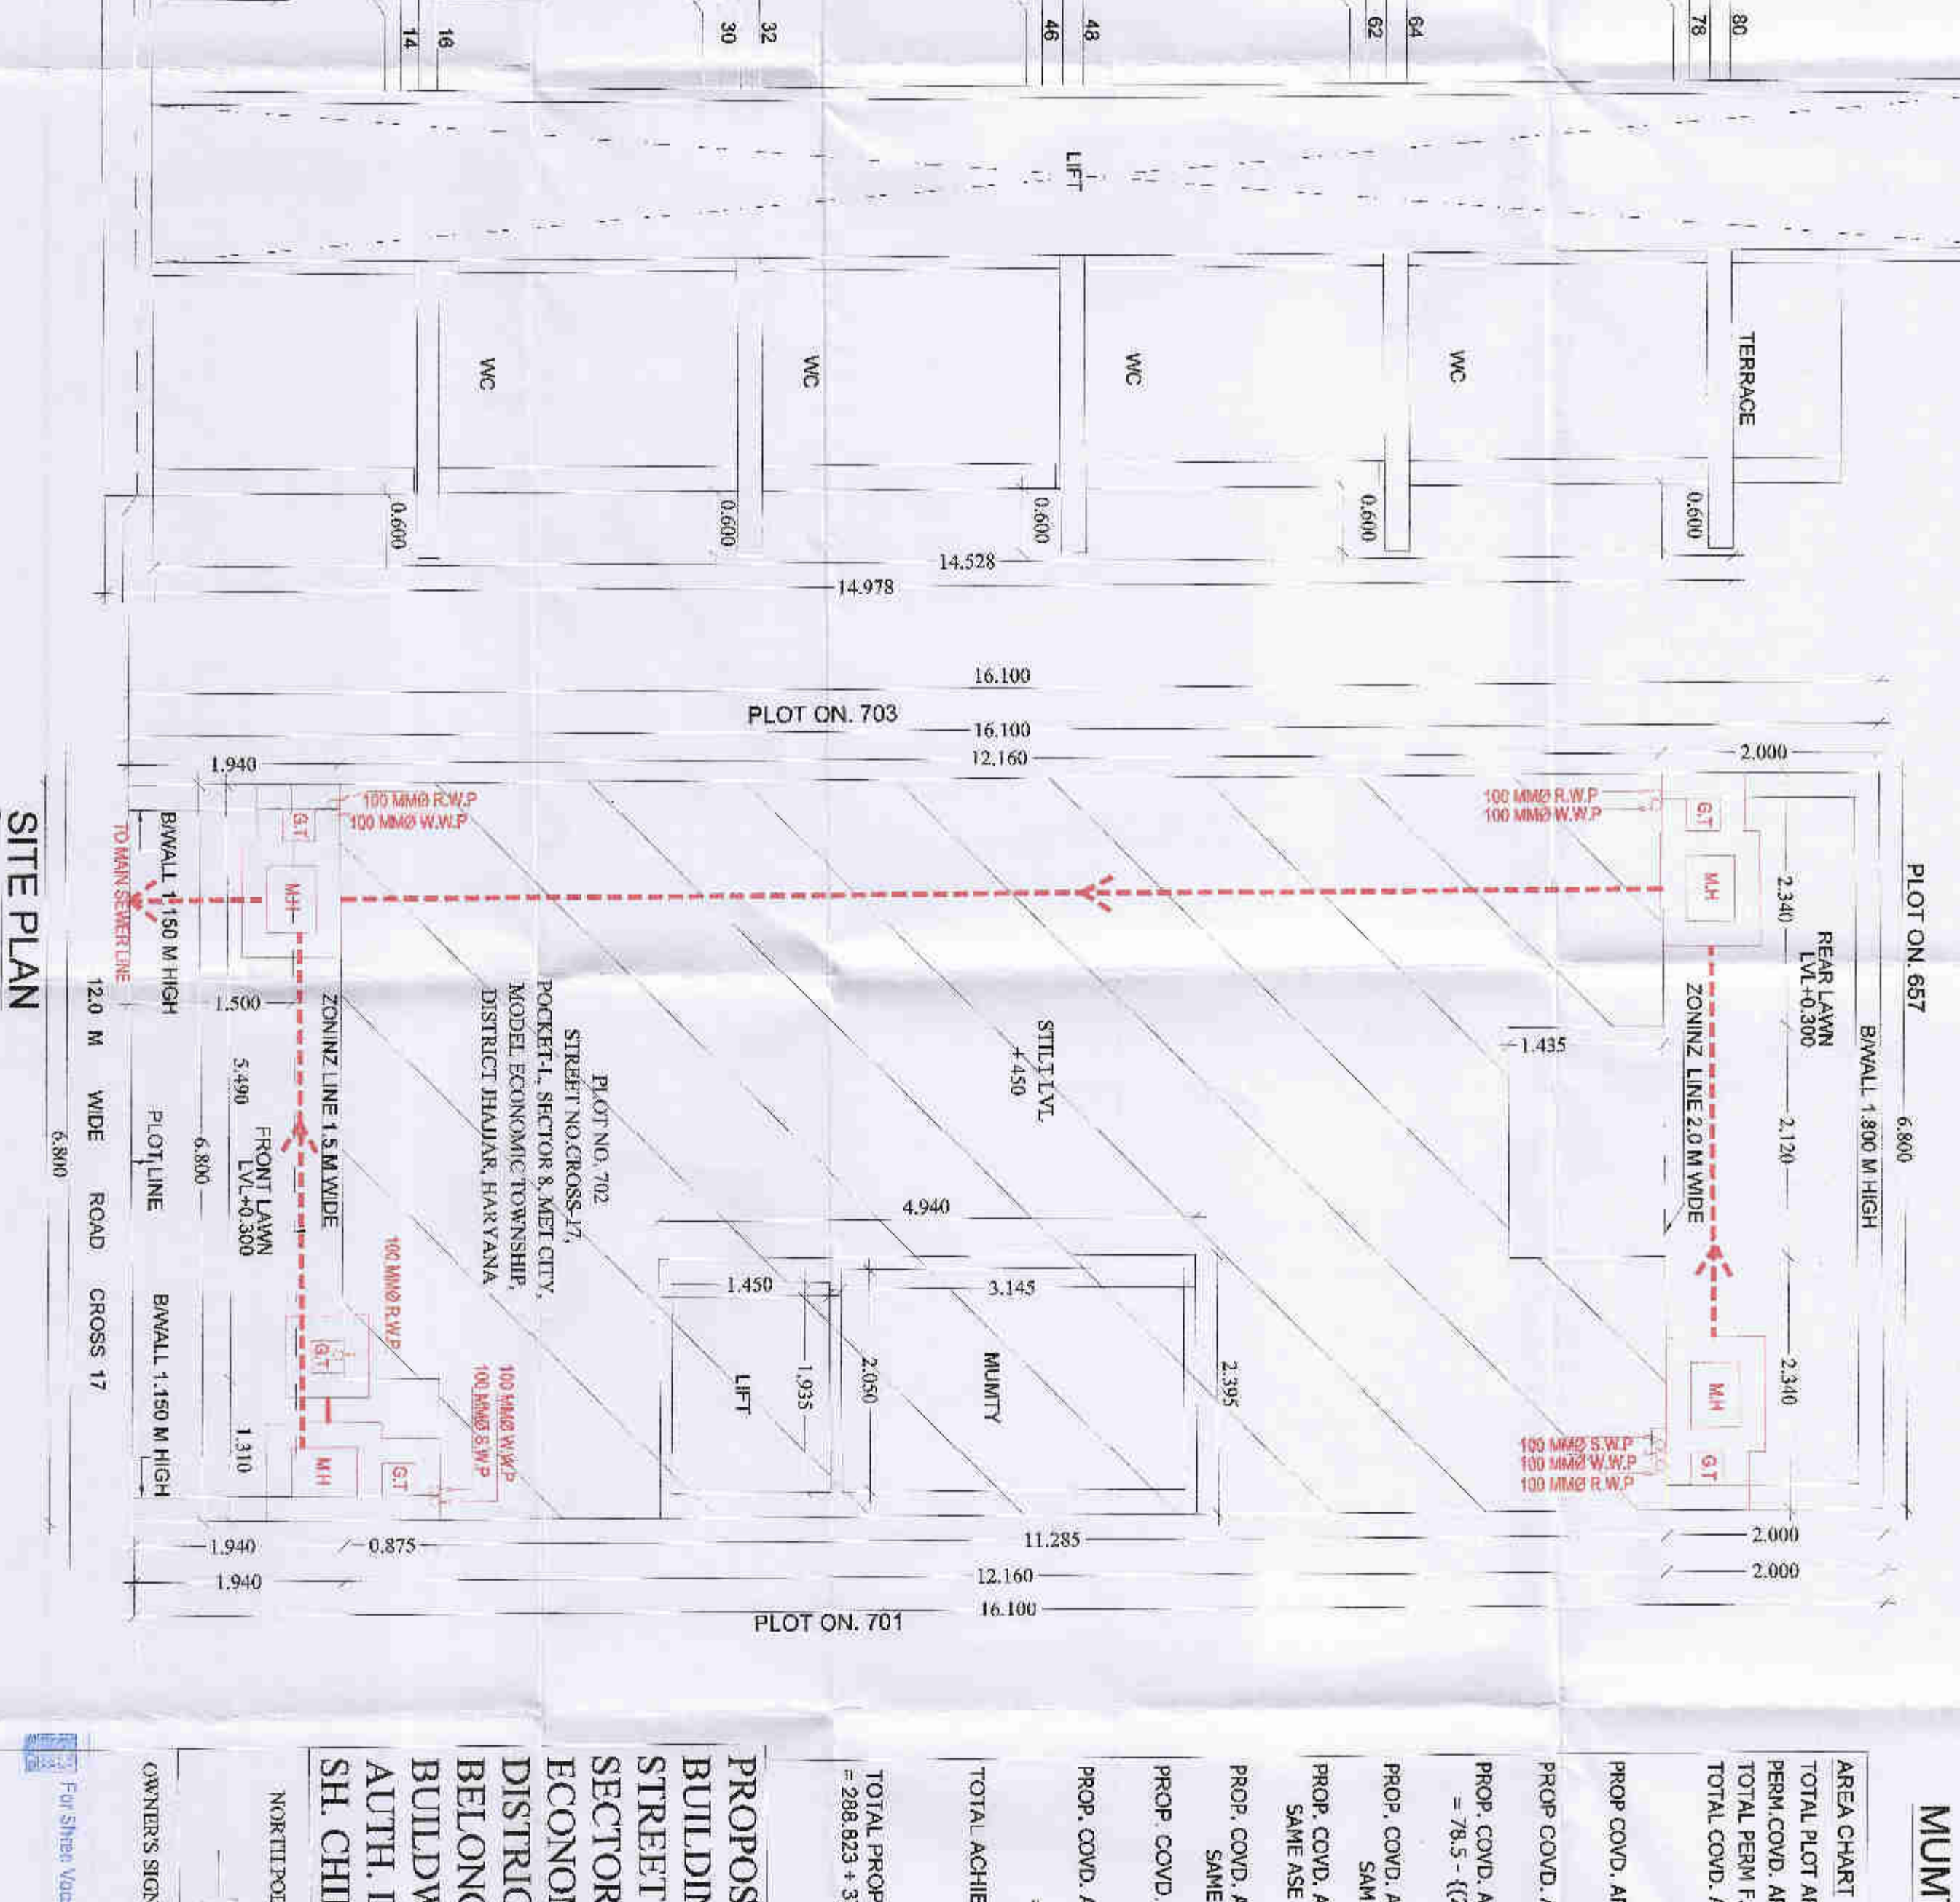 80
78
64
62
48
46
32
30
16
14
LIFT
TERRACE
WC
WC
WC
WC
0.600
0.600
0.600
0.600
0.600
14.528
14.978
PLOT ON. 657
6.800
B/WALL 1.800 M HIGH
REAR LAWN
LVL+0.300
2.340
2.120
2.340
ZONINZ LINE 2.0 M WIDE
M.H
G.T
M.H
G.T
100 MMØ R.W.P
100 MMØ W.W.P
100 MMØ S.W.P
100 MMØ W.W.P
100 MMØ R.W.P
2.000
2.000
2.000
1.435
16.100
PLOT ON. 703
16.100
12.160
STILT LVL
+450
2.395
MUMTY
3.145
4.940
2.050
1.935
LIFT
1.450
PLOT NO. 702
STREET NO.CROSS-17,
POCKET-L, SECTOR 8, MET CITY,
MODEL ECONOMIC TOWNSHIP,
DISTRICT JHAJJAR, HARYANA
100 MMØ W.W.P
100 MMØ S.W.P
100 MMØ R.W.P
100 MMØ R.W.P
100 MMØ W.W.P
G.T
M.H
G.T
G.T
M.H
ZONINZ LINE 1.5 M WIDE
FRONT LAWN
LVL+0.300
1.940
1.500
5.490
1.310
6.800
B/WALL 1.150 M HIGH
PLOT LINE
B/WALL 1.150 M HIGH
TO MAIN SEWER LINE
12.0 M WIDE ROAD CROSS 17
6.800
SITE PLAN
11.285
0.875
1.940
12.160
1.940
16.100
PLOT ON. 701
MUM
AREA CHART
TOTAL PLOT AR
PERM.COVD. AR
TOTAL PERM F.
TOTAL COVD. A
PROP COVD. AR
PROP COVD. A
PROP. COVD. A
= 78.5 - {(2
PROP. COVD. A
SAM
PROP. COVD. A
SAME ASE
PROP. COVD. A
SAME
PROP. COVD.
PROP. COVD. A
TOTAL ACHIE
TOTAL PROP
= 288.823 + 3
PROPOS
BUILDIN
STREET
SECTOR
ECONO
DISTRIC
BELONG
BUILDW
AUTH.
SH. CHI
NORTH POI
OWNER'S SIGN
For Shree